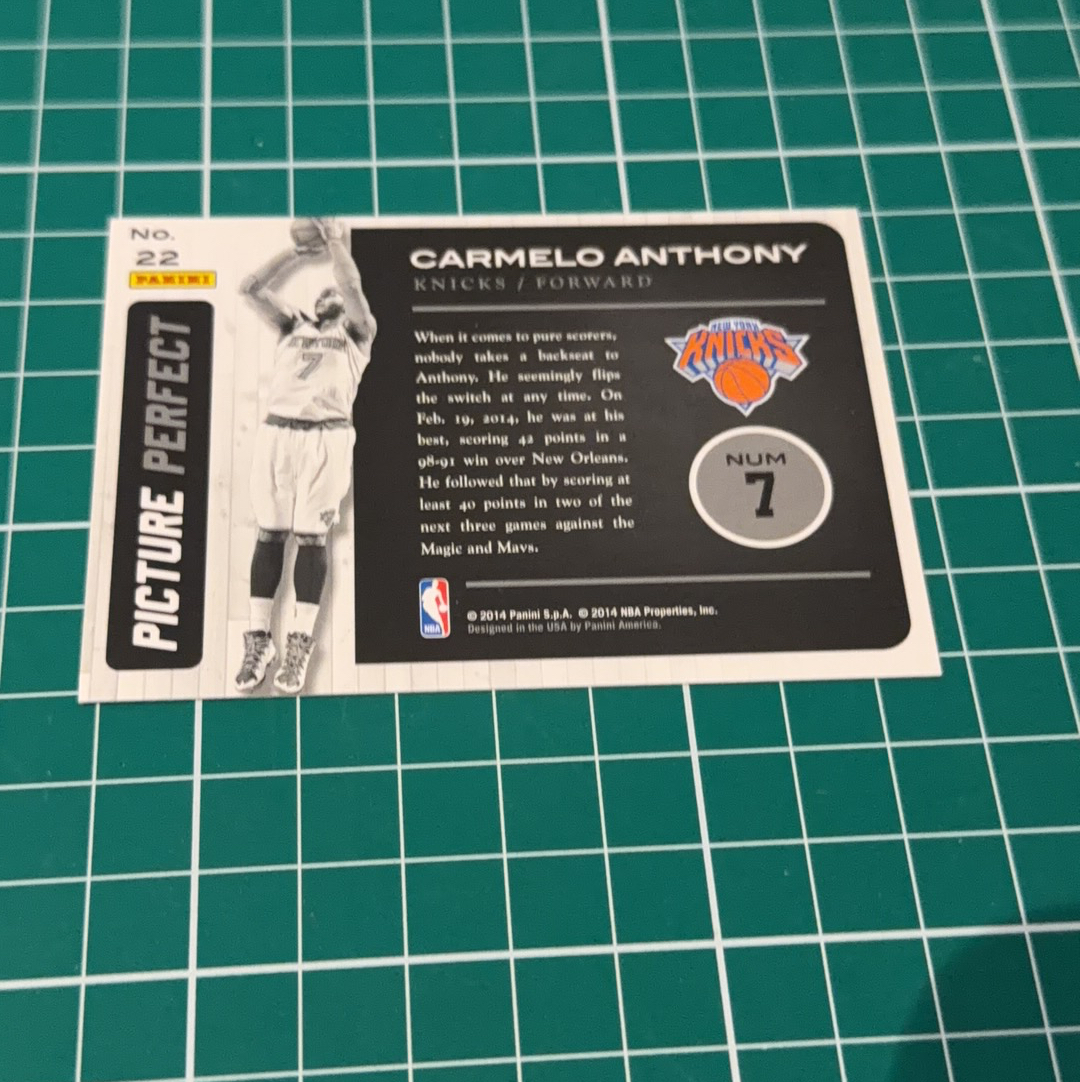 No.
22
PANINI
PICTURE PERFECT
7
CARMELO ANTHONY
KNICKS / FORWARD
When it comes to pure scorers,
nobody takes a backseat to
Anthony. He seemingly flips
the switch at any time. On
Feb. 19, 2014, he was at his
best, scoring 42 points in a
98-91 win over New Orleans.
He followed that by scoring at
least 40 points in two of the
next three games against the
Magic and Mavs.
NEW YORK
KNICKS
NUM
7
NBA
© 2014 Panini S.p.A. © 2014 NBA Properties, Inc.
Designed in the USA by Panini America.